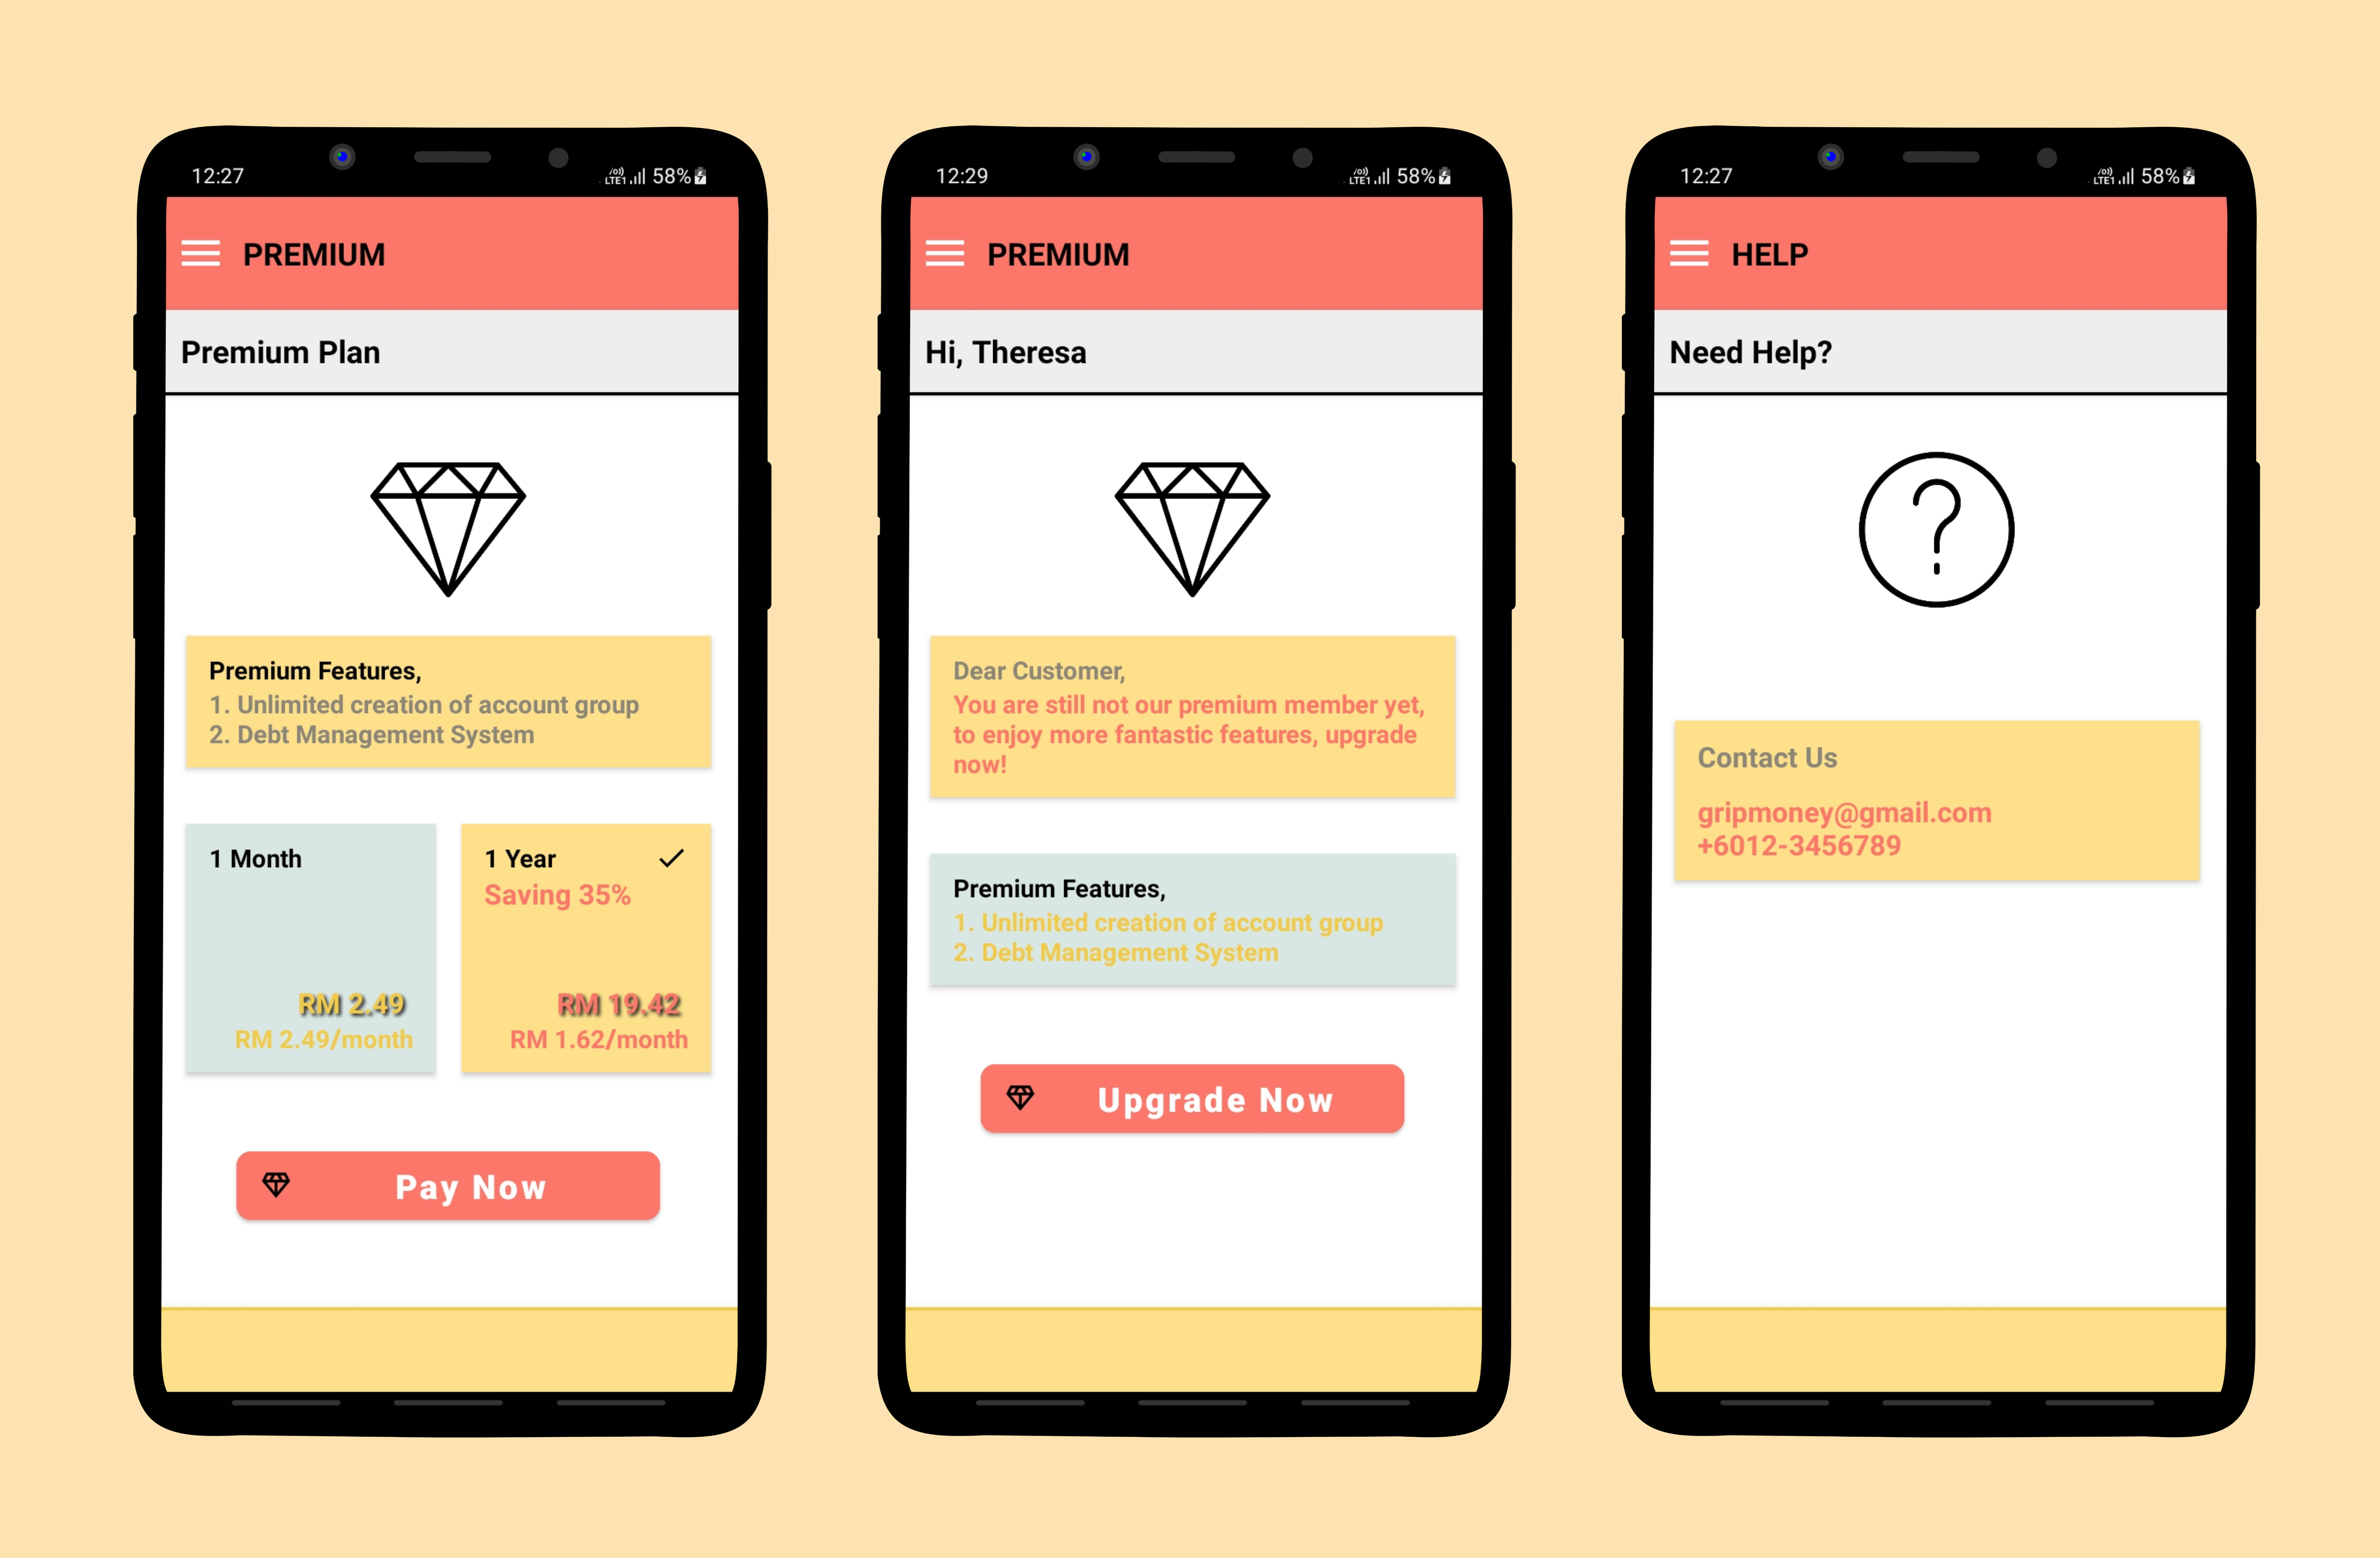 12:27
LTE1 58%
PREMIUM
Premium Plan
Premium Features,
1. Unlimited creation of account group
2. Debt Management System
1 Month
RM 2.49
RM 2.49/month
1 Year
Saving 35%
RM 19.42
RM 1.62/month
Pay Now
12:29
LTE1 58%
PREMIUM
Hi, Theresa
Dear Customer,
You are still not our premium member yet,
to enjoy more fantastic features, upgrade
now!
Premium Features,
1. Unlimited creation of account group
2. Debt Management System
Upgrade Now
12:27
LTE1 58%
HELP
Need Help?
Contact Us
gripmoney@gmail.com
+6012-3456789